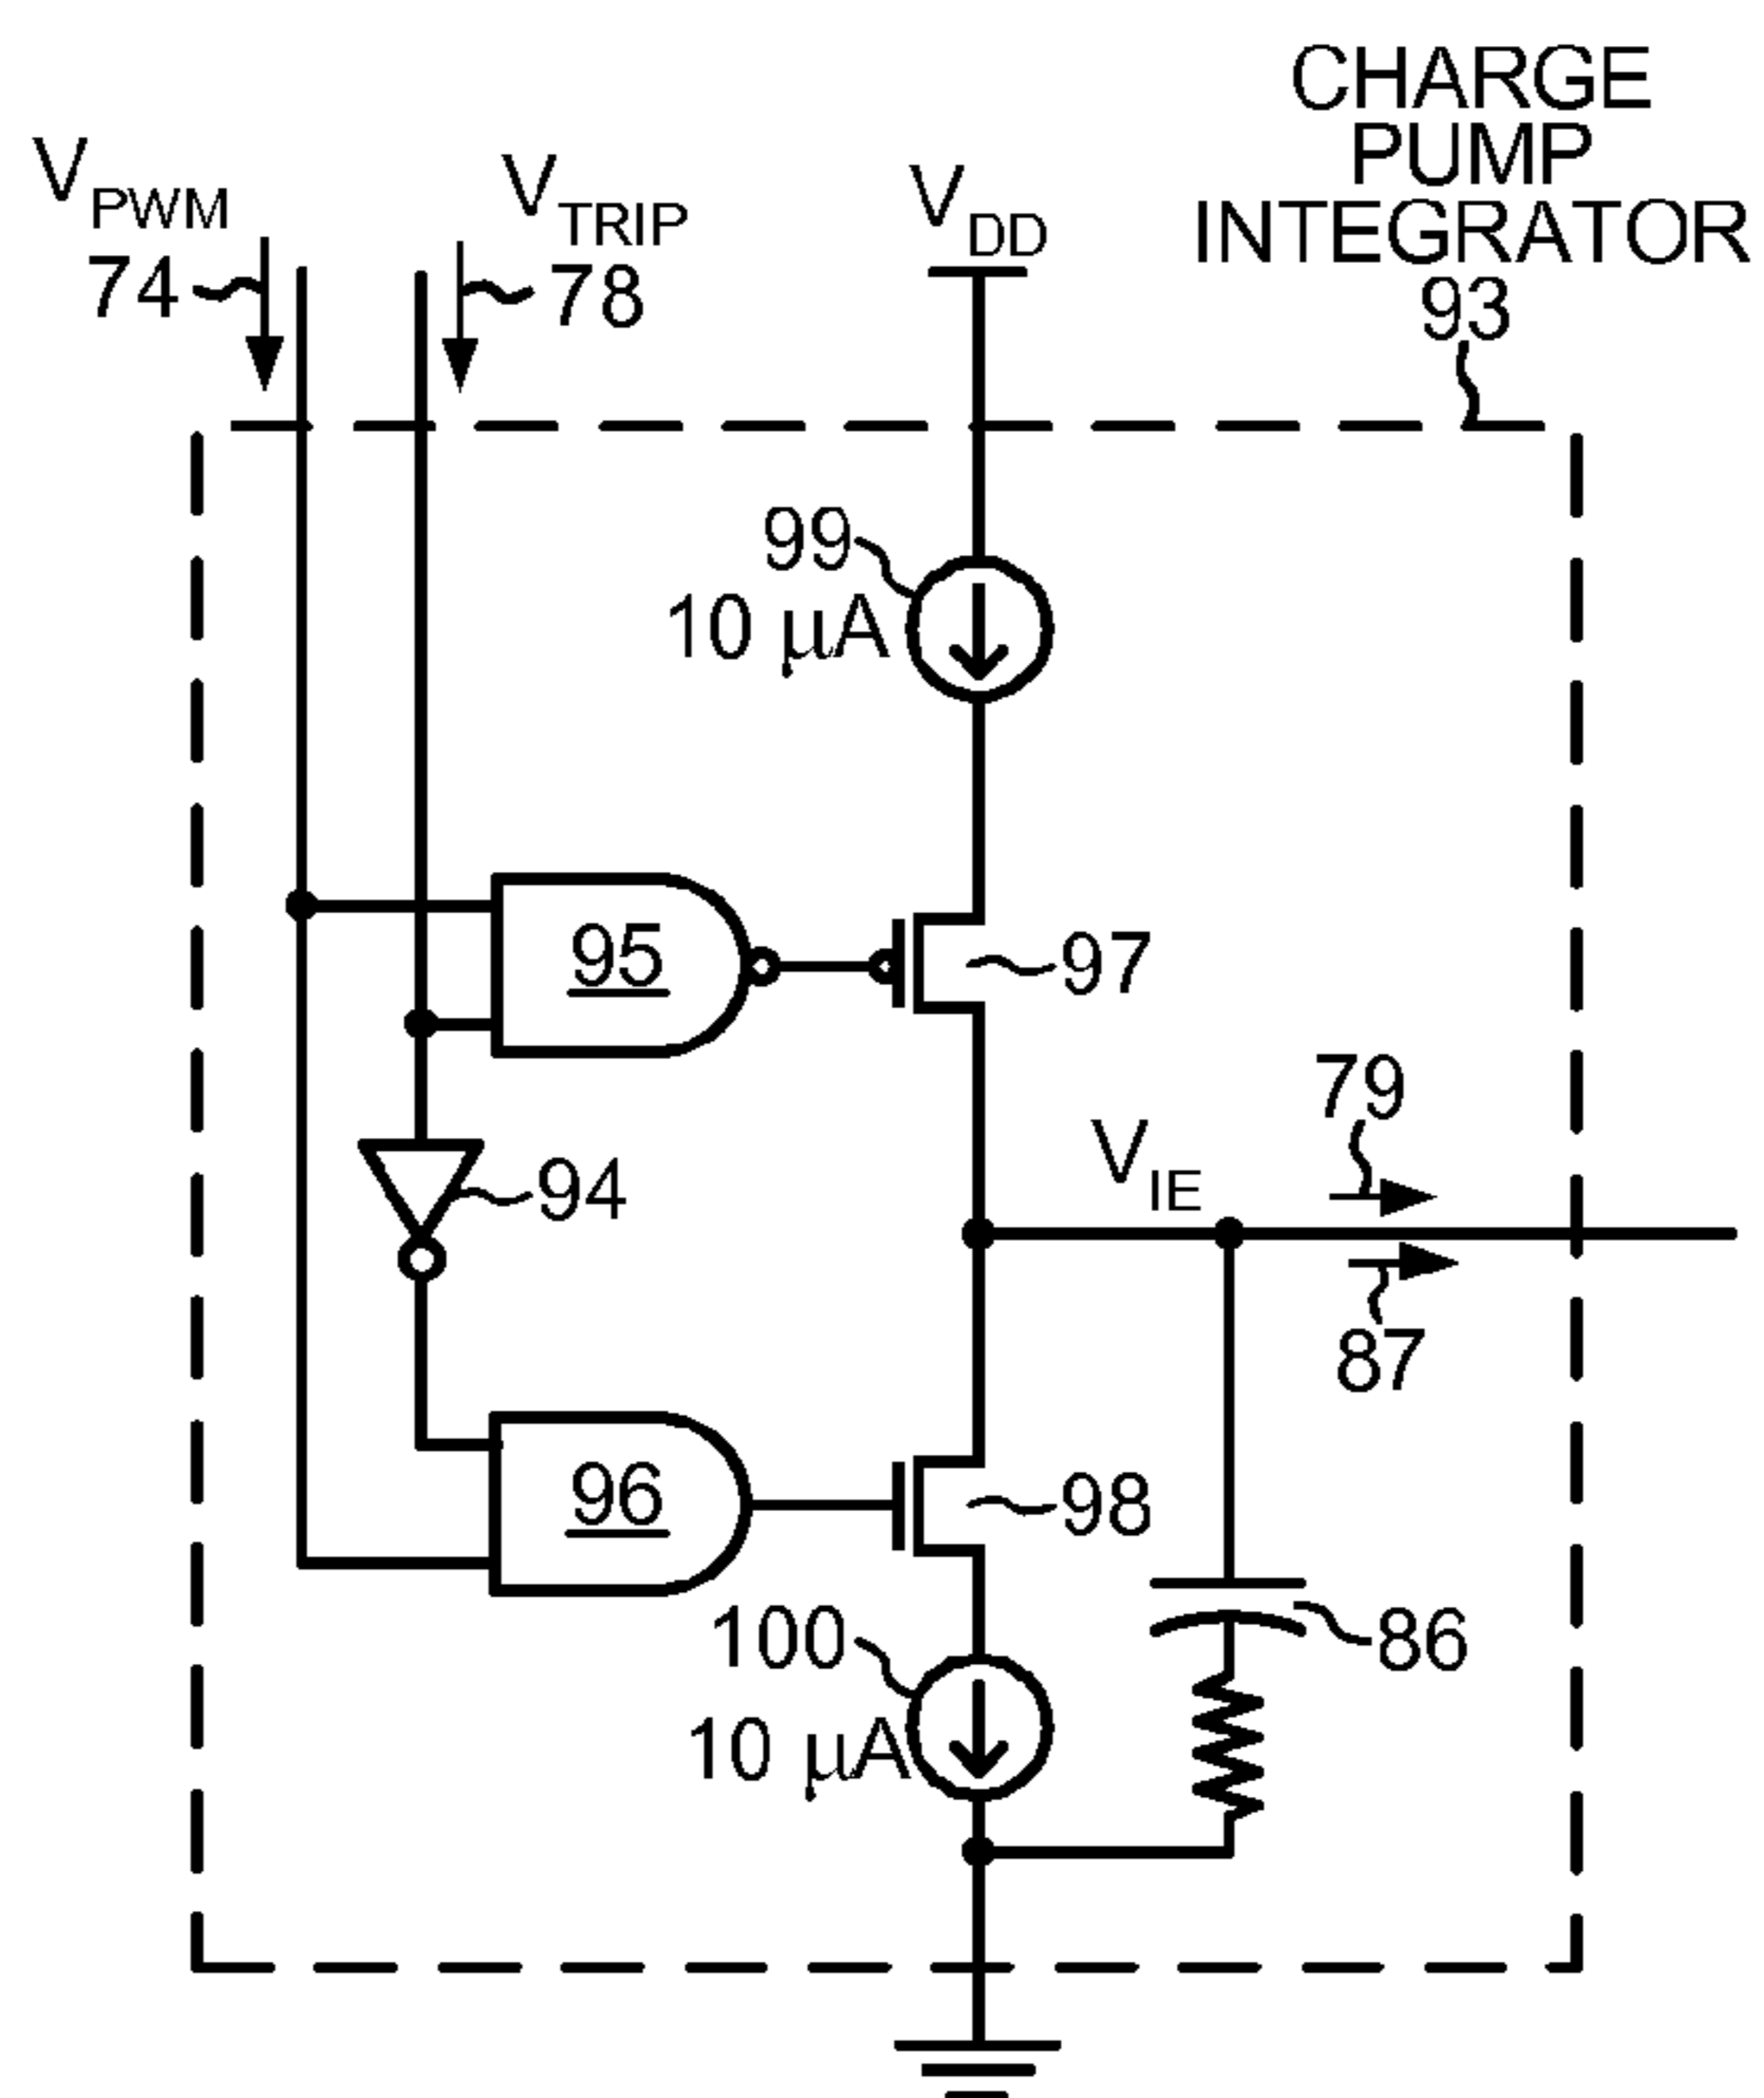 CHARGE
PUMP
INTEGRATOR
93
VPWM
74
VTRIP
78
VDD
99
10 µA
95
97
79
VIE
94
87
96
98
100
86
10 µA